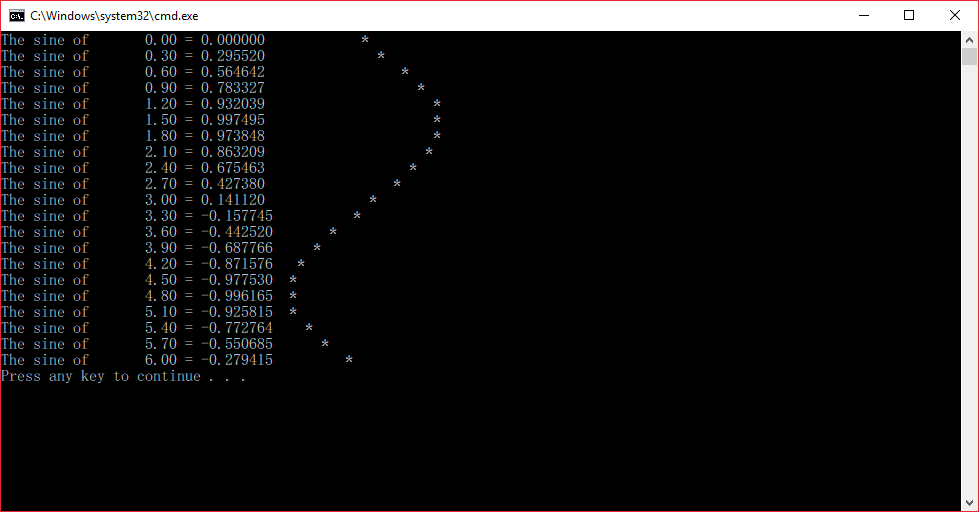 C:\Windows\system32\cmd.exe
The sine of       0.00 = 0.000000            *
The sine of       0.30 = 0.295520              *
The sine of       0.60 = 0.564642                 *
The sine of       0.90 = 0.783327                   *
The sine of       1.20 = 0.932039                     *
The sine of       1.50 = 0.997495                     *
The sine of       1.80 = 0.973848                     *
The sine of       2.10 = 0.863209                    *
The sine of       2.40 = 0.675463                  *
The sine of       2.70 = 0.427380                *
The sine of       3.00 = 0.141120             *
The sine of       3.30 = -0.157745          *
The sine of       3.60 = -0.442520       *
The sine of       3.90 = -0.687766     *
The sine of       4.20 = -0.871576   *
The sine of       4.50 = -0.977530  *
The sine of       4.80 = -0.996165  *
The sine of       5.10 = -0.925815  *
The sine of       5.40 = -0.772764    *
The sine of       5.70 = -0.550685      *
The sine of       6.00 = -0.279415         *
Press any key to continue . . .